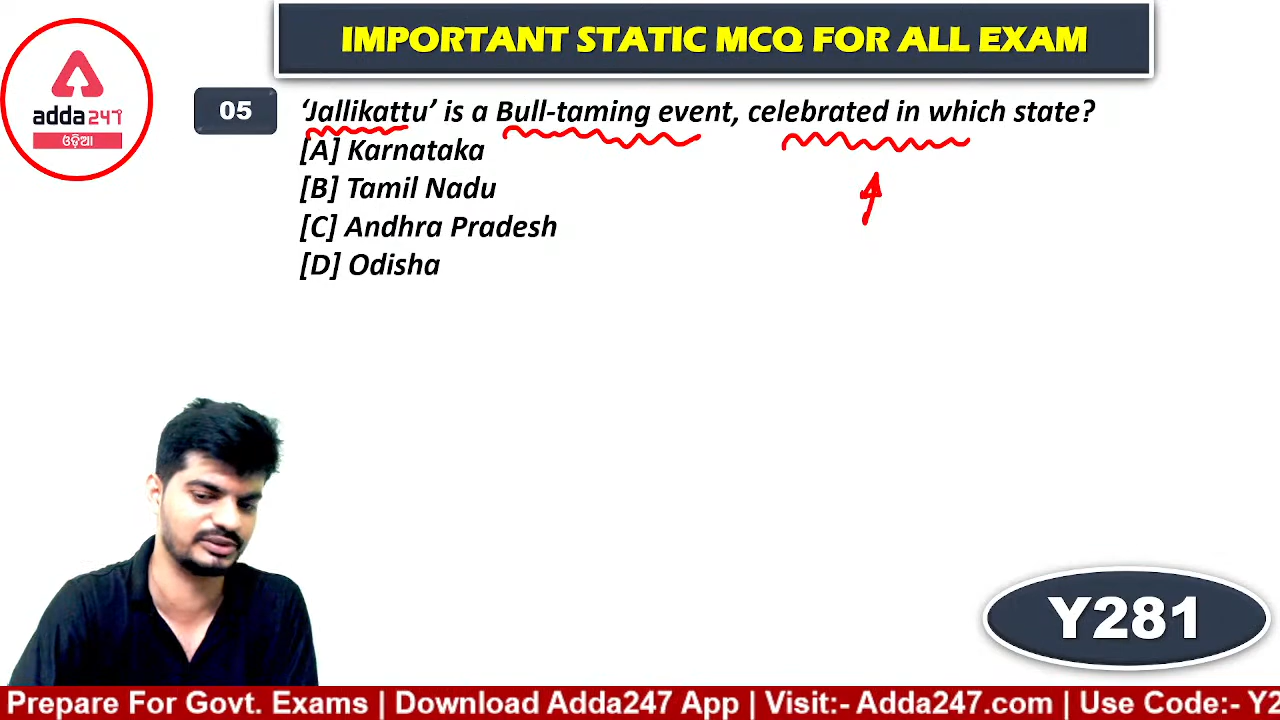 IMPORTANT STATIC MCQ FOR ALL EXAM
adda247
ଓଡ଼ିଆ
05 ‘Jallikattu’ is a Bull-taming event, celebrated in which state?
[A] Karnataka
[B] Tamil Nadu
[C] Andhra Pradesh
[D] Odisha
Y281
Prepare For Govt. Exams | Download Adda247 App | Visit:- Adda247.com | Use Code:- Y2